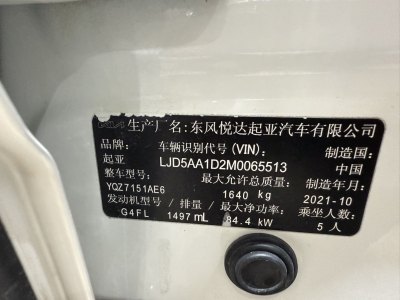 KIA 生产厂名:东风悦达起亚汽车有限公司
品牌: 车辆识别代号(VIN): 制造国:
起亚 LJD5AA1D2M0065513 中国
整车型号: 最大允许总质量: 制造年月:
YQZ7151AE6 1640 kg 2021-10
发动机型号/排量/最大净功率: 乘坐人数:
G4FL 1497 mL 84.4 kW 5 人